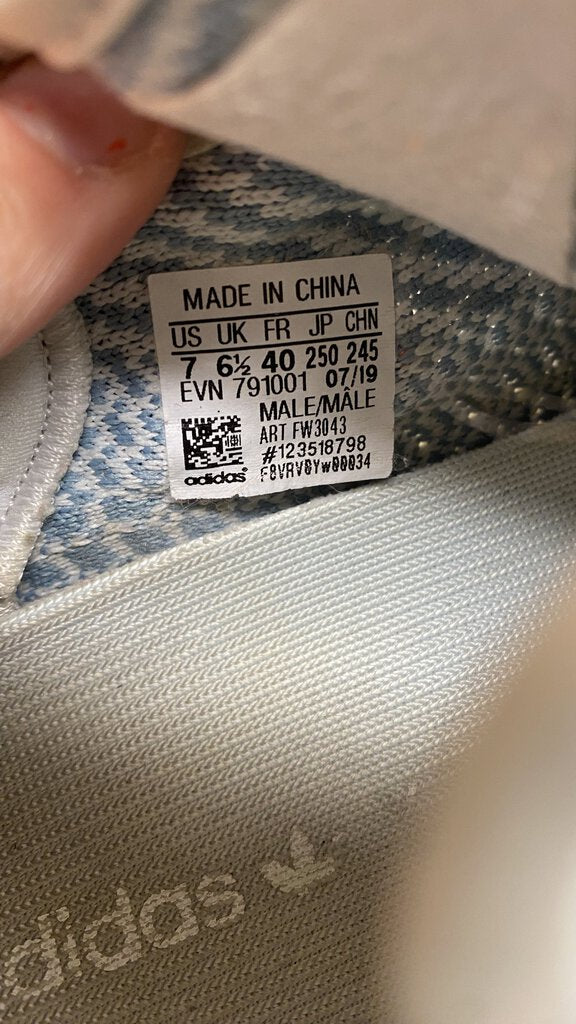 MADE IN CHINA
US UK FR JP CHN
7 6½ 40 250 245
EVN 791001 07/19
MALE/MÂLE
ART FW3043
#123518798
adidas® F8VRV8Yw00034
adidas